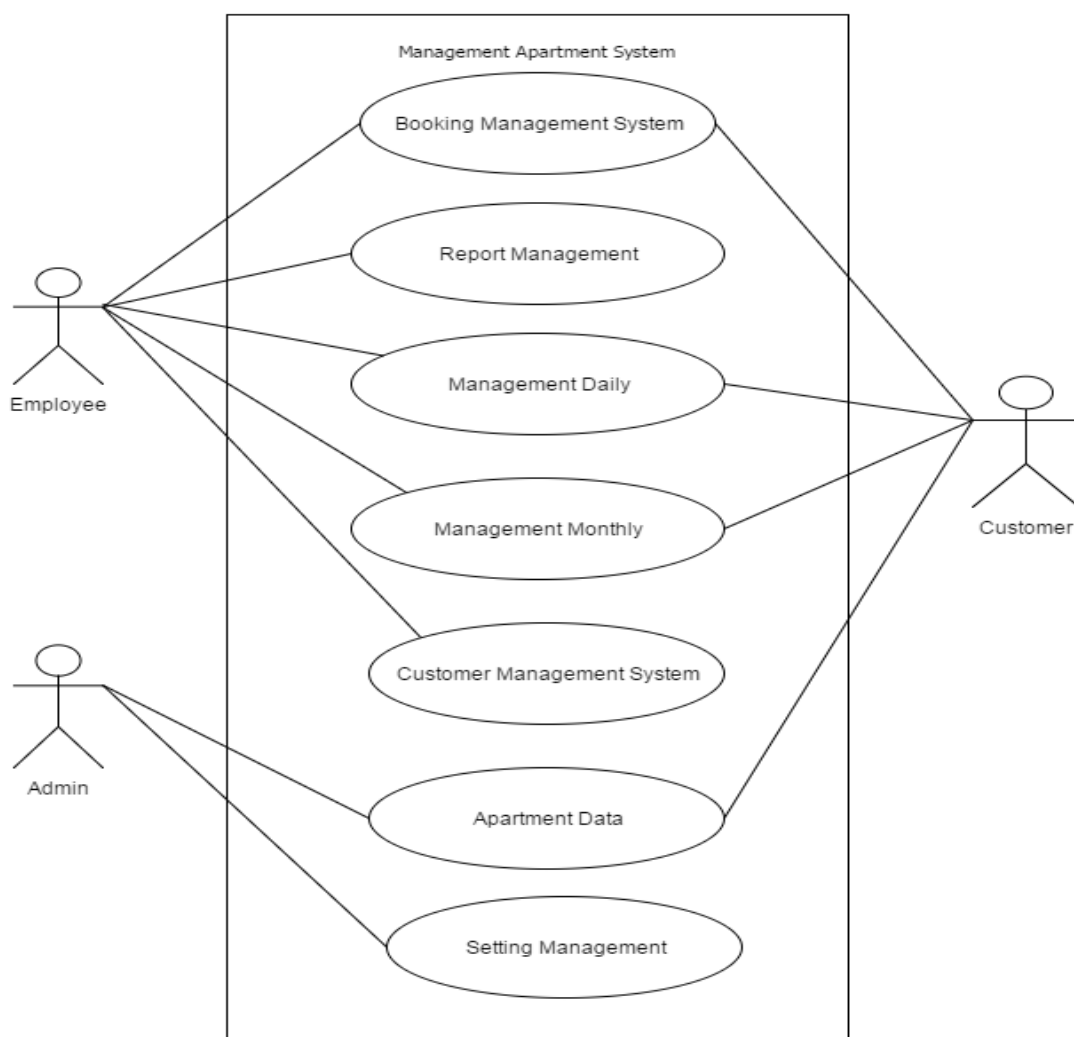 Management Apartment System
Booking Management System
Report Management
Management Daily
Employee
Management Monthly
Customer
Customer Management System
Admin
Apartment Data
Setting Management